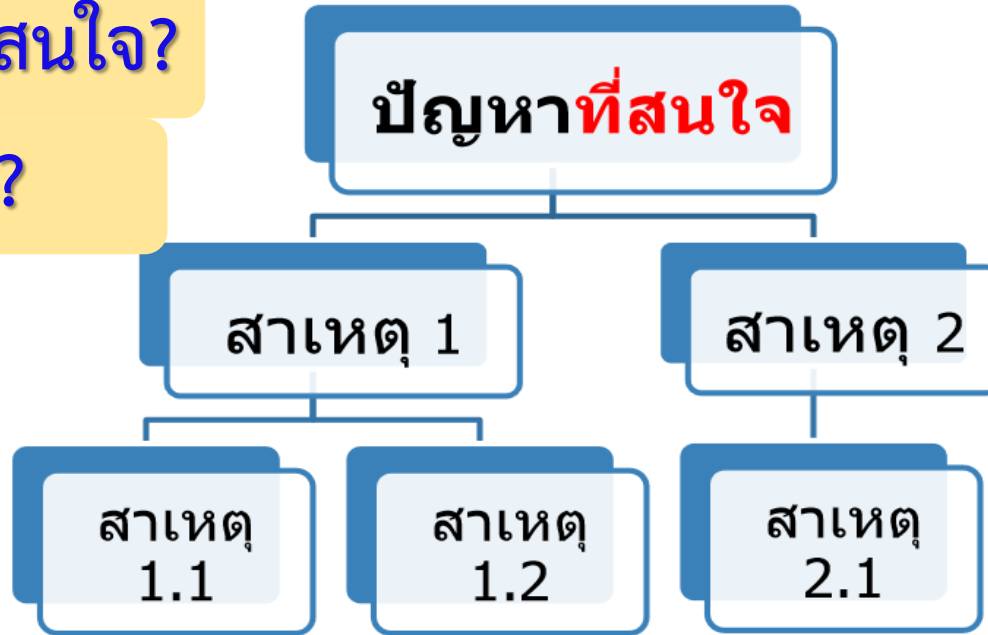 สนใจ?
?
ปัญหาที่สนใจ
สาเหตุ 1
สาเหตุ 2
สาเหตุ
1.1
สาเหตุ
1.2
สาเหตุ
2.1